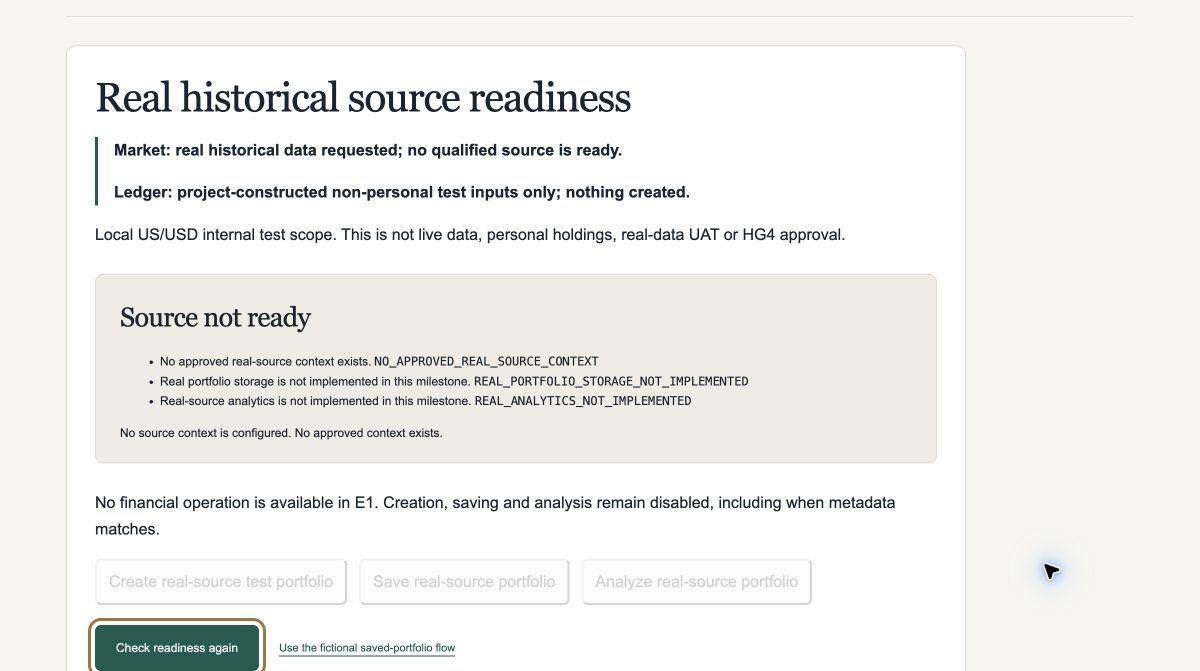 Real historical source readiness
Market: real historical data requested; no qualified source is ready.
Ledger: project-constructed non-personal test inputs only; nothing created.
Local US/USD internal test scope. This is not live data, personal holdings, real-data UAT or HG4 approval.
Source not ready
• No approved real-source context exists. NO_APPROVED_REAL_SOURCE_CONTEXT
• Real portfolio storage is not implemented in this milestone. REAL_PORTFOLIO_STORAGE_NOT_IMPLEMENTED
• Real-source analytics is not implemented in this milestone. REAL_ANALYTICS_NOT_IMPLEMENTED
No source context is configured. No approved context exists.
No financial operation is available in E1. Creation, saving and analysis remain disabled, including when metadata
matches.
Create real-source test portfolio Save real-source portfolio Analyze real-source portfolio
Check readiness again Use the fictional saved-portfolio flow